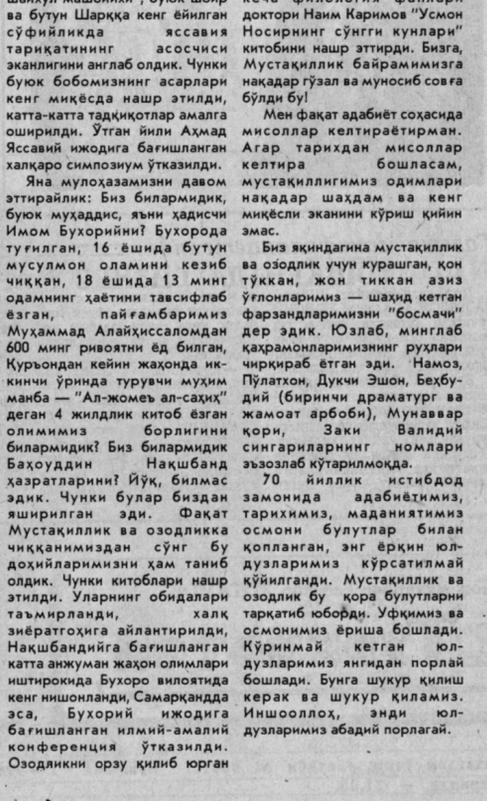 ва бутун Шарққа кенг ёйилган
сўфийликда яссавия
тариқатининг асосчиси
эканлигини англаб олдик. Чунки
буюк бобомизнинг асарлари
кенг миқёсда нашр этилди,
катта-катта тадқиқотлар амалга
оширилди. Ўтган йили Аҳмад
Яссавий ижодига бағишланган
халқаро симпозиум ўтказилди.
Яна мулоҳазамизни давом
эттирайлик: Биз билармидик,
буюк муҳаддис, яъни ҳадисчи
Имом Бухорийни? Бухорода
туғилган, 16 ёшида бутун
мусулмон оламини кезиб
чиққан, 18 ёшида 13 минг
одамнинг ҳаётини тавсифлаб
ёзган, пайғамбаримиз
Муҳаммад Алайҳиссаломдан
600 минг ривоятни ёд билган,
Қуръондан кейин жаҳонда ик-
кинчи ўринда турувчи муҳим
манба — "Ал-жомеъ ал-саҳиҳ"
деган 4 жилдлик китоб ёзган
олимимиз борлигини
билармидик? Биз билармидик
Баҳоуддин Нақшбанд
ҳазратларини? Йўқ, билмас
эдик. Чунки булар биздан
яширилган эди. Фақат
Мустақиллик ва озодликка
чиққанимиздан сўнг бу
доҳийларимизни ҳам таниб
олдик. Чунки китоблари нашр
этилди. Уларнинг обидалари
таъмирланди, халқ
зиёратгоҳига айлантирилди,
Нақшбандийга бағишланган
катта анжуман жаҳон олимлари
иштирокида Бухоро вилоятида
кенг нишонланди, Самарқандда
эса, Бухорий ижодига
бағишланган илмий-амалий
конференция ўтказилди.
Озодликни орзу қилиб юрган
доктори Наим Каримов "Усмон
Носирнинг сўнгги кунлари"
китобини нашр эттирди. Бизга,
Мустақиллик байрамимизга
нақадар гўзал ва муносиб совға
бўлди бу!
Мен фақат адабиёт соҳасида
мисоллар келтираётирман.
Агар тарихдан мисоллар
келтира бошласам,
мустақиллигимиз одимлари
нақадар шаҳдам ва кенг
миқёсли эканини кўриш қийин
эмас.
Биз яқиндагина мустақиллик
ва озодлик учун курашган, қон
тўккан, жон тиккан азиз
ўғлонларимиз — шаҳид кетган
фарзандларимизни "босмачи"
дер эдик. Юзлаб, минглаб
қаҳрамонларимизнинг руҳлари
чирқираб ётган эди. Намоз,
Пўлатхон, Дукчи Эшон, Беҳбу-
дий (биринчи драматург ва
жамоат арбоби), Мунаввар
қори, Заки Валидий
сингариларнинг номлари
эъзозлаб кўтарилмоқда.
70 йиллик истибдод
замонида адабиётимиз,
тарихимиз, маданиятимиз
осмони булутлар билан
қопланган, энг ёрқин юл-
дузларимиз кўрсатилмай
қўйилганди. Мустақиллик ва
озодлик бу қора булутларни
тарқатиб юборди. Уфқимиз ва
осмонимиз ёриша бошлади.
Кўринмай кетган юл-
дузларимиз янгидан порлай
бошлади. Бунга шукур қилиш
керак ва шукур қиламиз.
Иншооллоҳ, энди юл-
дузларимиз абадий порлагай.